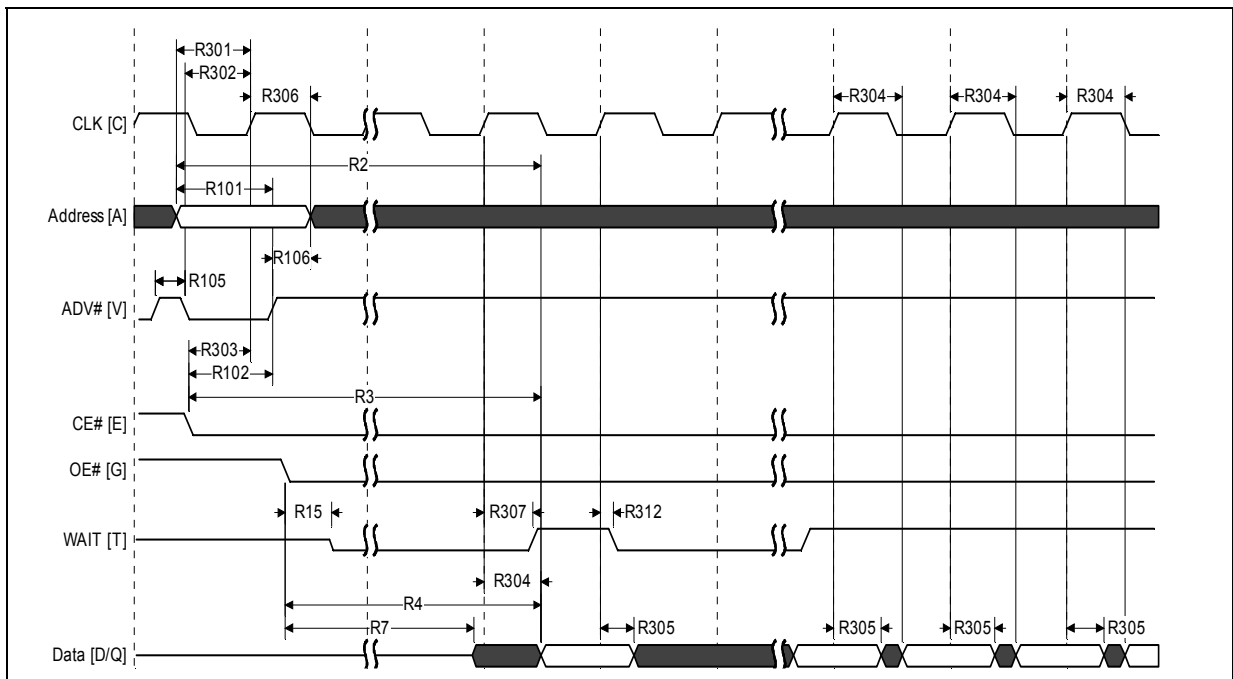 R301
R302
R306
R304 R304 R304
CLK [C]
R2
R101
Address [A]
R106
R105
ADV# [V]
R303
R102
R3
CE# [E]
OE# [G]
R15 R307 R312
WAIT [T]
R304
R4
R7 R305 R305 R305 R305
Data [D/Q]